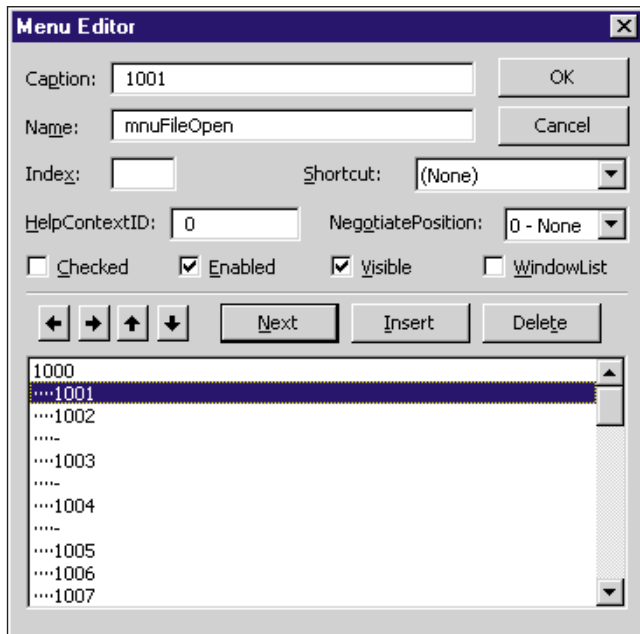 Menu Editor
Caption: 1001 OK
Name: mnuFileOpen Cancel
Index: Shortcut: (None)
HelpContextID: 0 NegotiatePosition: 0 - None
Checked Enabled Visible WindowList
Next Insert Delete
1000
····1001
····1002
····-
····1003
····-
····1004
····-
····1005
····1006
····1007